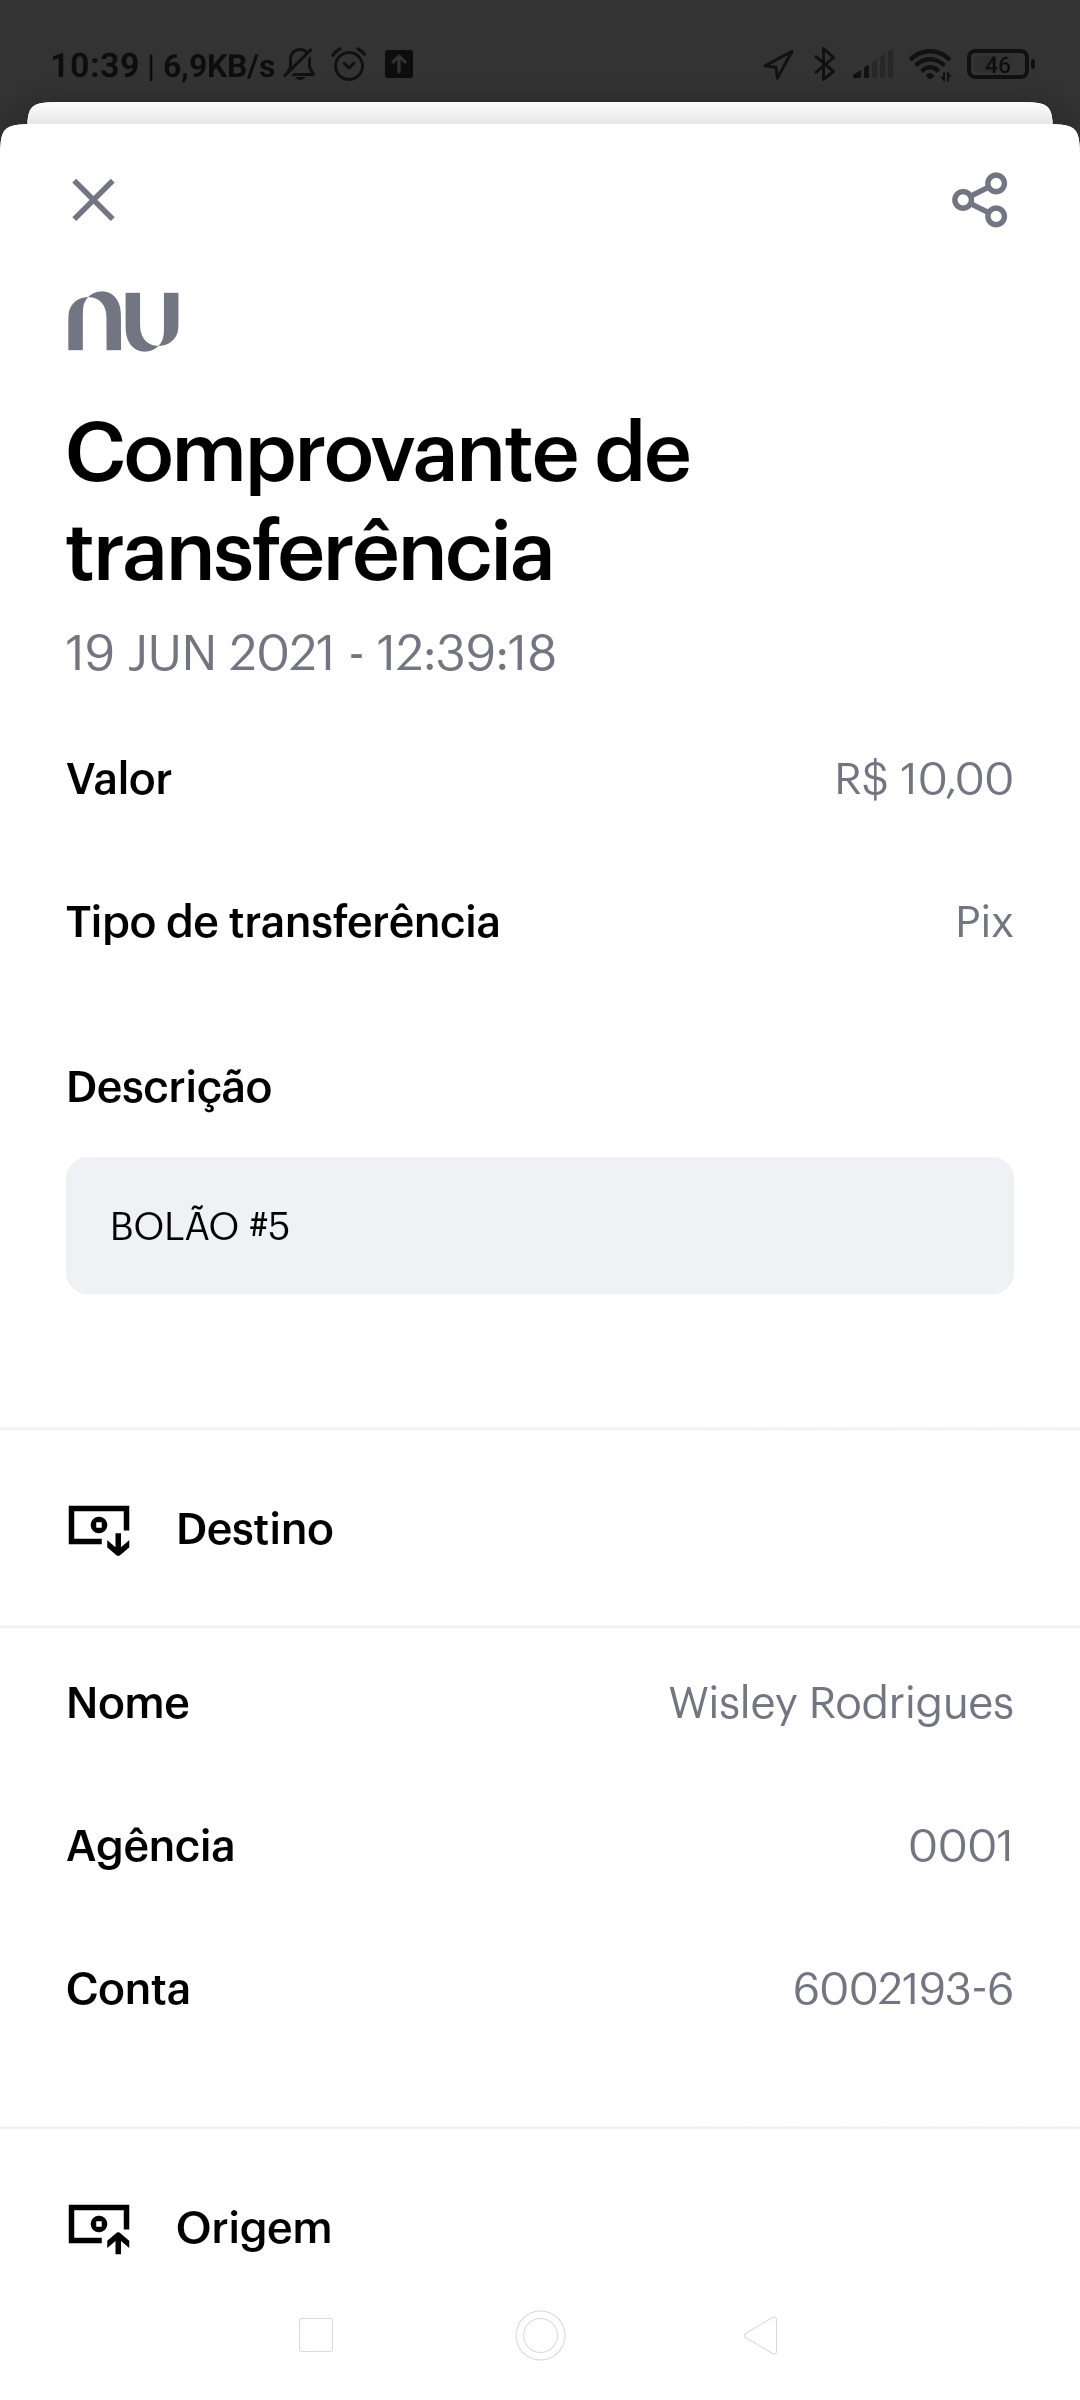 10:39 | 6,9KB/s
46
nu
Comprovante de
transferência
19 JUN 2021 - 12:39:18
Valor R$ 10,00
Tipo de transferência Pix
Descrição
BOLÃO #5
Destino
Nome Wisley Rodrigues
Agência 0001
Conta 6002193-6
Origem